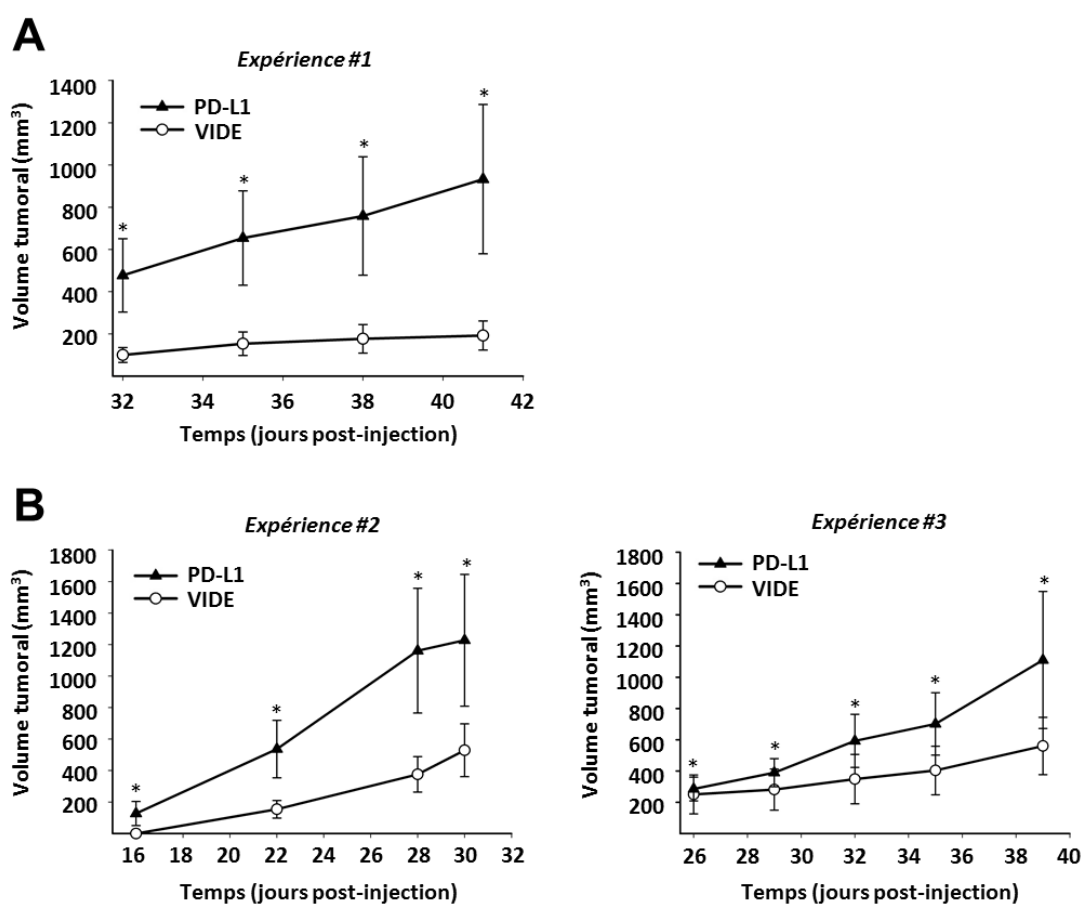 A
Expérience #1
Volume tumoral (mm³)
1400
1200
1000
800
600
400
200
PD-L1
VIDE
*
*
*
*
32 34 36 38 40 42
Temps (jours post-injection)
B
Expérience #2
Volume tumoral (mm³)
1800
1600
1400
1200
1000
800
600
400
200
PD-L1
VIDE
*
*
*
*
16 18 20 22 24 26 28 30 32
Temps (jours post-injection)
Expérience #3
Volume tumoral (mm³)
1800
1600
1400
1200
1000
800
600
400
200
PD-L1
VIDE
*
*
*
*
*
26 28 30 32 34 36 38 40
Temps (jours post-injection)